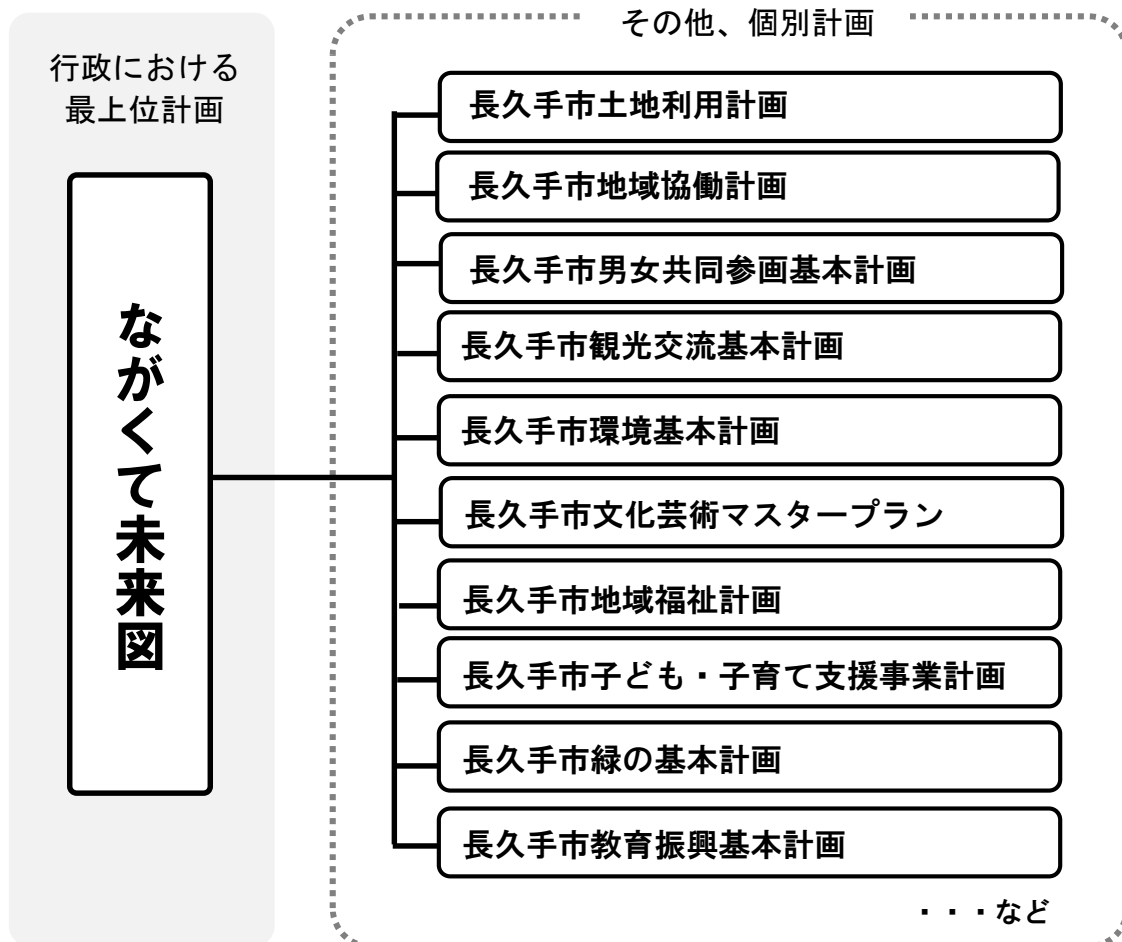 行政における
最上位計画
ながくて未来図
その他、個別計画
長久手市土地利用計画
長久手市地域協働計画
長久手市男女共同参画基本計画
長久手市観光交流基本計画
長久手市環境基本計画
長久手市文化芸術マスタープラン
長久手市地域福祉計画
長久手市子ども・子育て支援事業計画
長久手市緑の基本計画
長久手市教育振興基本計画
・・・など